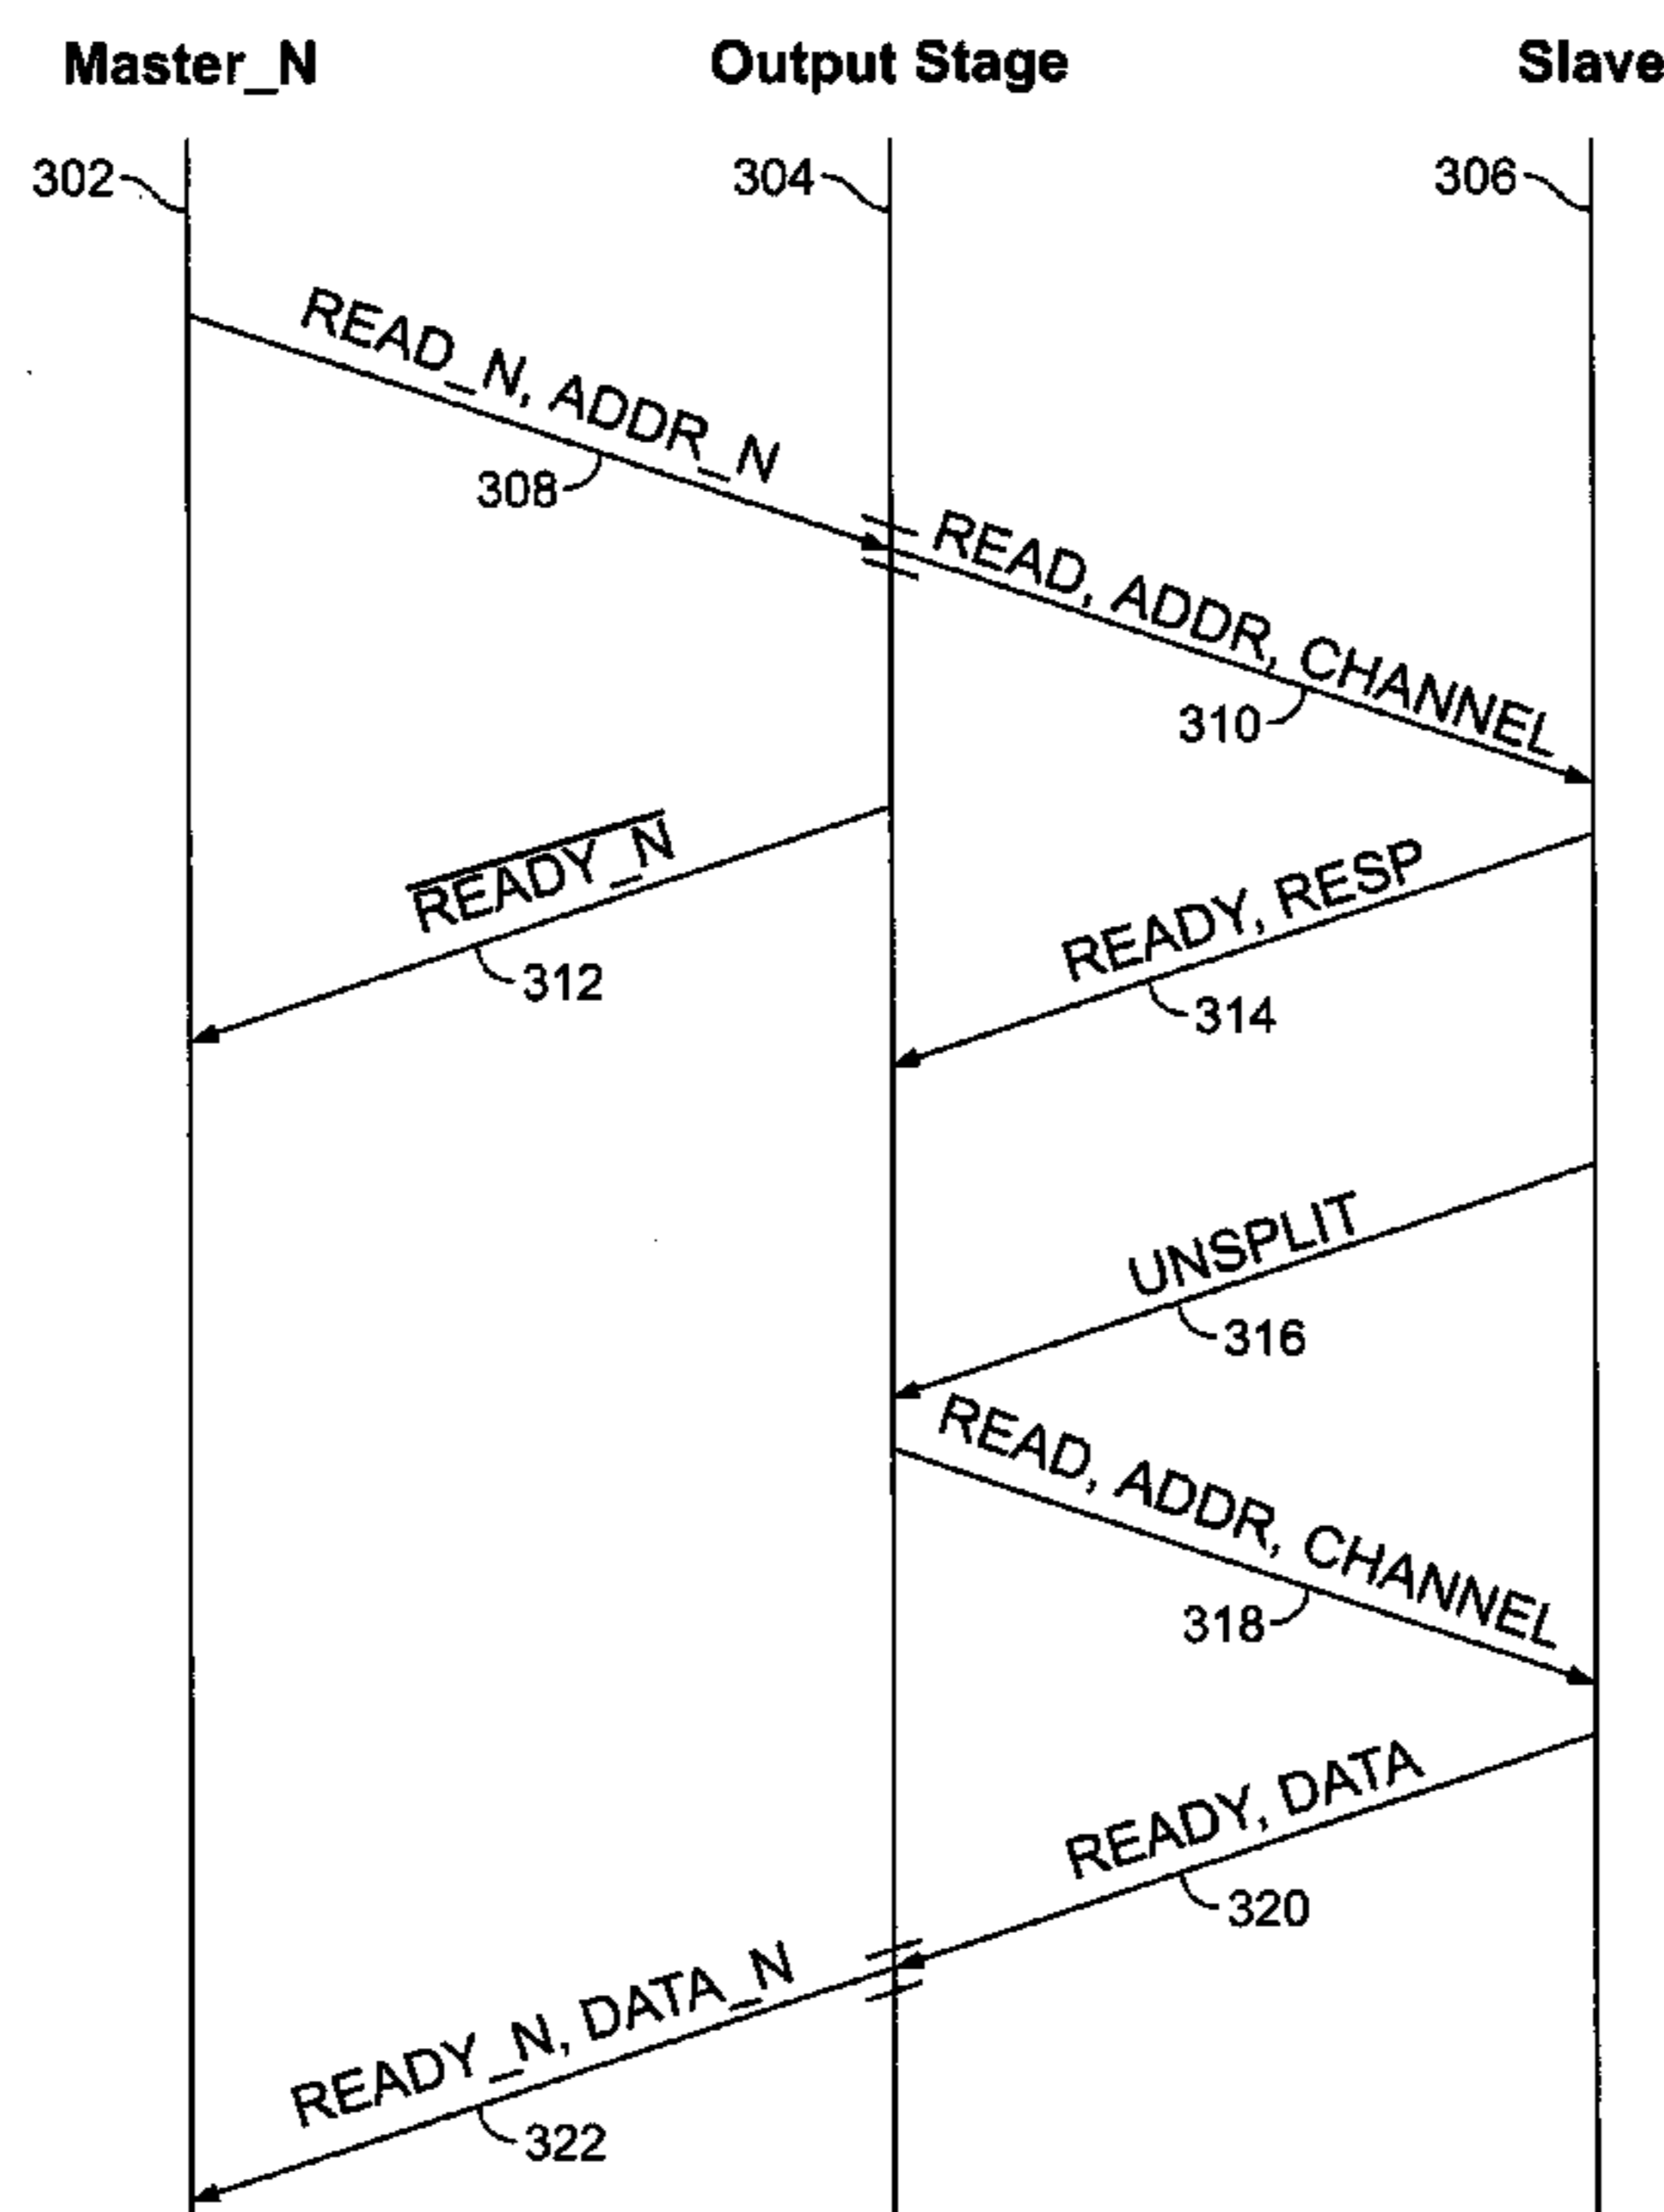 Master_N Output Stage Slave
302 304 306
READ_N, ADDR_N
308
READ, ADDR, CHANNEL
310
READY_N
312
READY, RESP
314
UNSPLIT
316
READ, ADDR, CHANNEL
318
READY, DATA
320
READY_N, DATA_N
322